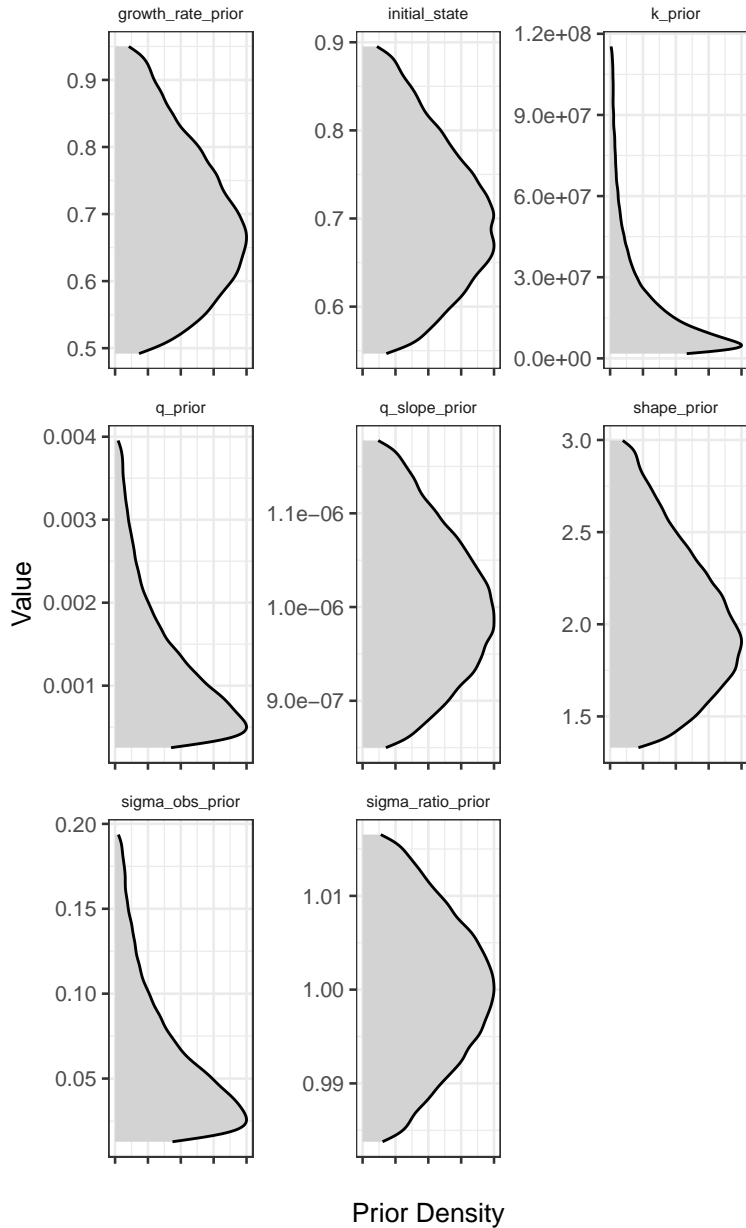 growth_rate_prior
0.9
0.8
0.7
0.6
0.5
initial_state
0.9
0.8
0.7
0.6
k_prior
1.2e+08
9.0e+07
6.0e+07
3.0e+07
0.0e+00
q_prior
0.004
0.003
0.002
0.001
q_slope_prior
1.1e−06
1.0e−06
9.0e−07
shape_prior
3.0
2.5
2.0
1.5
sigma_obs_prior
0.20
0.15
0.10
0.05
sigma_ratio_prior
1.01
1.00
0.99
Value
Prior Density